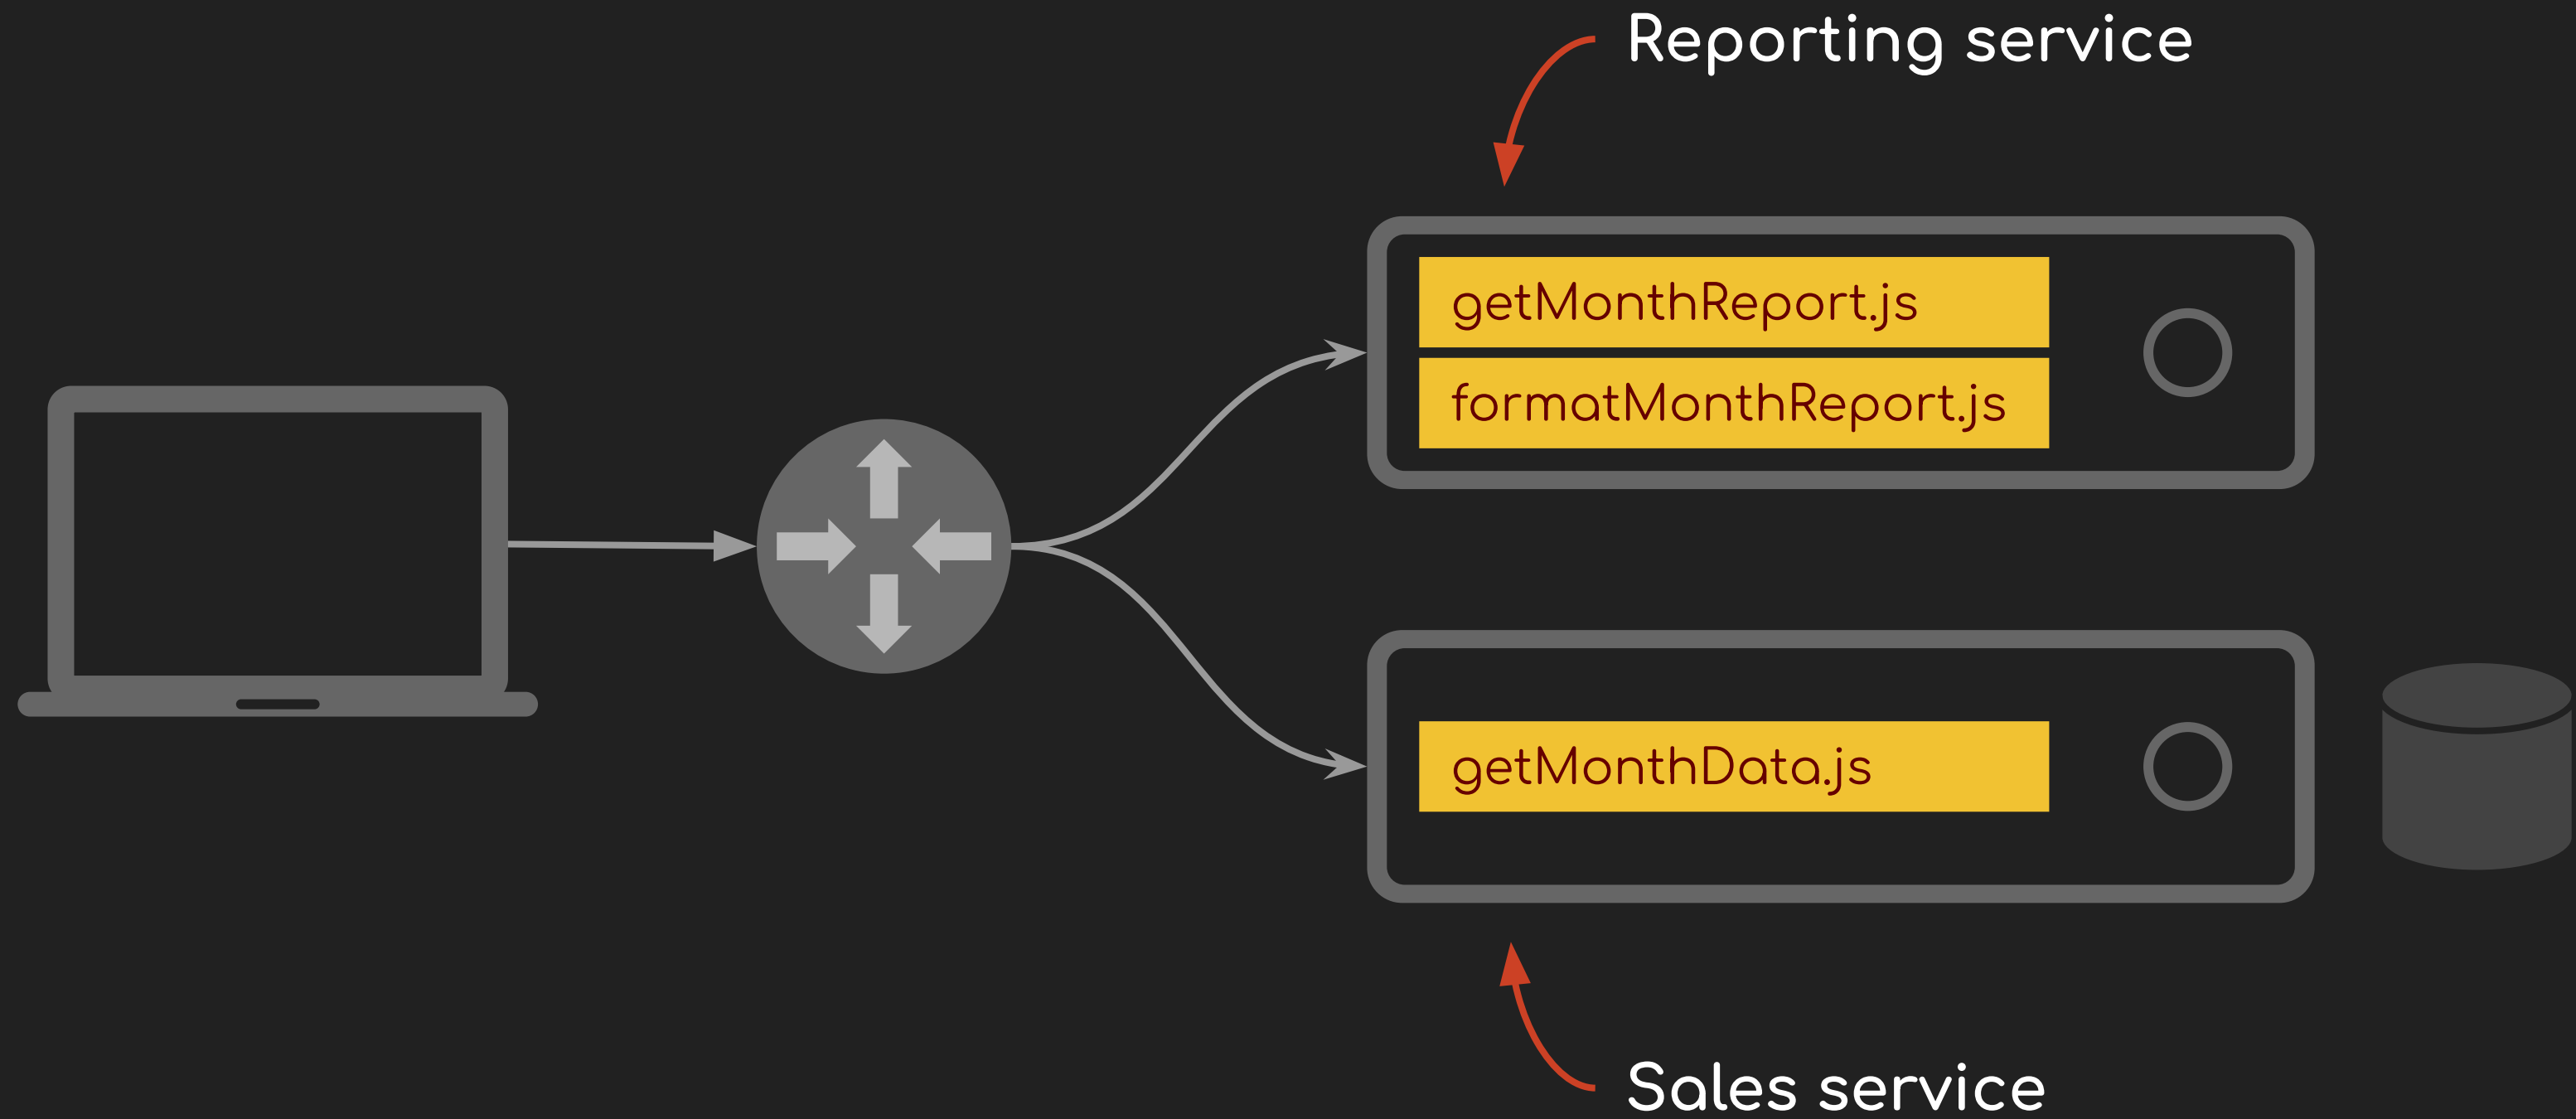 Reporting service
getMonthReport.js
formatMonthReport.js
getMonthData.js
Sales service